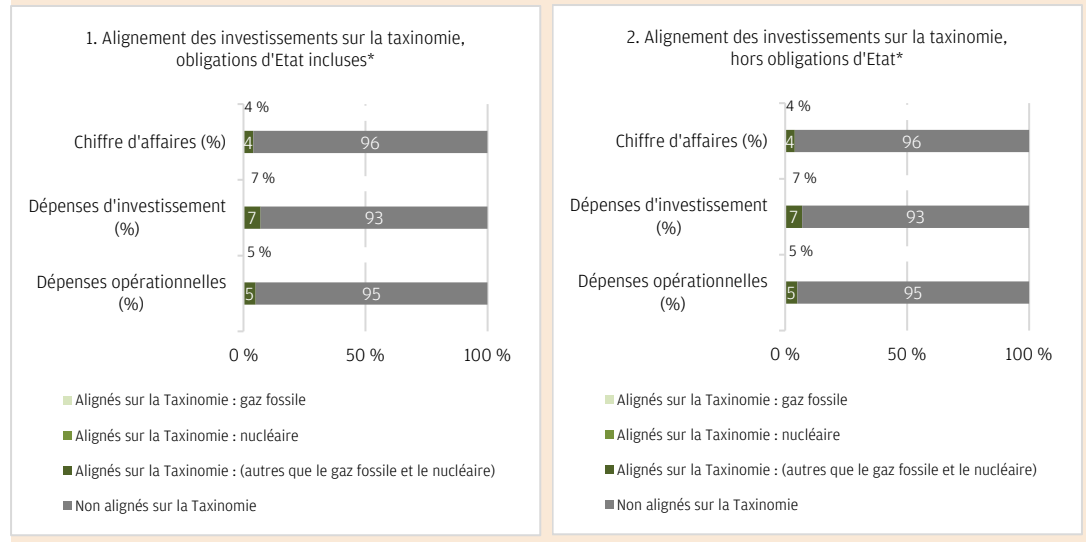 1. Alignement des investissements sur la taxinomie,
obligations d'Etat incluses*
4 %
Chiffre d'affaires (%)
4
96
7 %
Dépenses d'investissement
(%)
7
93
5 %
Dépenses opérationnelles
(%)
5
95
0 %
50 %
100 %
Alignés sur la Taxinomie : gaz fossile
Alignés sur la Taxinomie : nucléaire
Alignés sur la Taxinomie : (autres que le gaz fossile et le nucléaire)
Non alignés sur la Taxinomie
2. Alignement des investissements sur la taxinomie,
hors obligations d'Etat*
4 %
Chiffre d'affaires (%)
4
96
7 %
Dépenses d'investissement
(%)
7
93
5 %
Dépenses opérationnelles
(%)
5
95
0 %
50 %
100 %
Alignés sur la Taxinomie : gaz fossile
Alignés sur la Taxinomie : nucléaire
Alignés sur la Taxinomie : (autres que le gaz fossile et le nucléaire)
Non alignés sur la Taxinomie